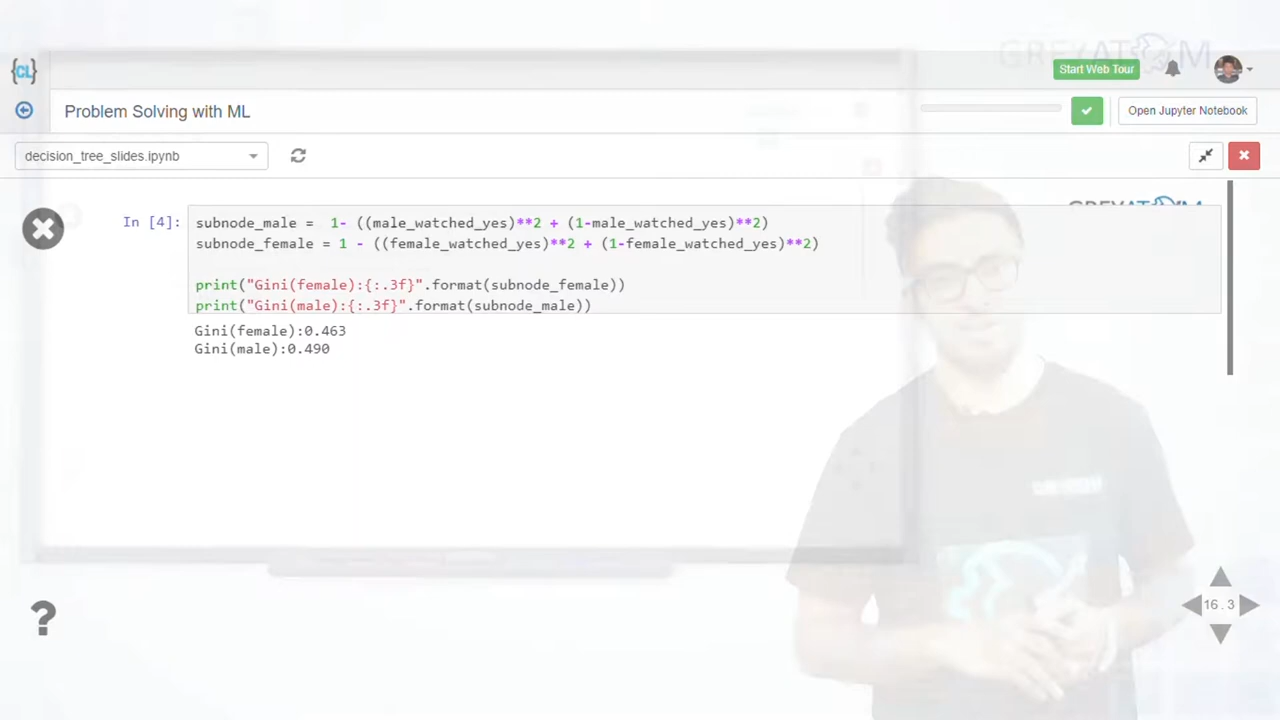 GREYATOM
{CL}
Start Web Tour
Problem Solving with ML
Open Jupyter Notebook
decision_tree_slides.ipynb
In [4]:
subnode_male =  1- ((male_watched_yes)**2 + (1-male_watched_yes)**2)
subnode_female = 1 - ((female_watched_yes)**2 + (1-female_watched_yes)**2)
print("Gini(female):{:.3f}".format(subnode_female))
print("Gini(male):{:.3f}".format(subnode_male))
Gini(female):0.463
Gini(male):0.490
?
16.3